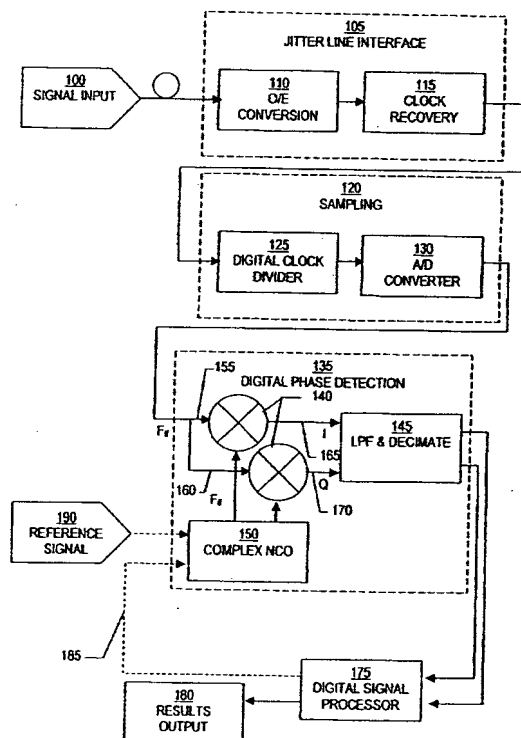 105
JITTER LINE INTERFACE
100
SIGNAL INPUT
110
O/E
CONVERSION
115
CLOCK
RECOVERY
120
SAMPLING
125
DIGITAL CLOCK
DIVIDER
130
A/D
CONVERTER
135
DIGITAL PHASE DETECTION
155
140
145
LPF & DECIMATE
Fif
I
165
160
Fif
Q
170
190
REFERENCE
SIGNAL
150
COMPLEX NCO
185
175
DIGITAL SIGNAL
PROCESSOR
180
RESULTS
OUTPUT